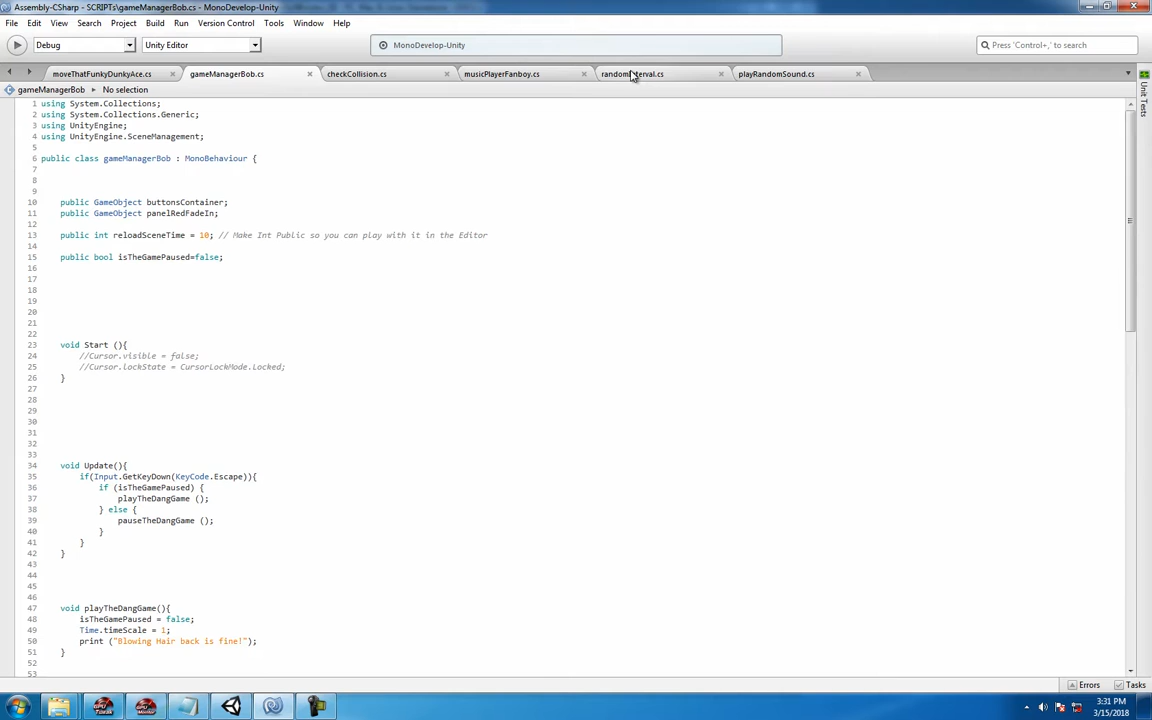 Assembly-CSharp - SCRIPTs\gameManagerBob.cs - MonoDevelop-Unity
File Edit View Search Project Build Run Version Control Tools Window Help
Debug Unity Editor MonoDevelop-Unity Press 'Control+,' to search
moveThatFunkyDunkyAce.cs gameManagerBob.cs checkCollision.cs musicPlayerFanboy.cs playRandomSound.cs
gameManagerBob No selection
1 using System.Collections;
2 using System.Collections.Generic;
3 using UnityEngine;
4 using UnityEngine.SceneManagement;
5
6 public class gameManagerBob : MonoBehaviour {
7
8
9
10 public GameObject buttonsContainer;
11 public GameObject panelRedFadeIn;
12
13 public int reloadSceneTime = 10; // Make Int Public so you can play with it in the Editor
14
15 public bool isTheGamePaused=false;
16
17
18
19
20
21
22
23 void Start (){
24 //Cursor.visible = false;
25 //Cursor.lockState = CursorLockMode.Locked;
26 }
27
28
29
30
31
32
33
34 void Update(){
35 if(Input.GetKeyDown(KeyCode.Escape)){
36 if (isTheGamePaused) {
37 playTheDangGame ();
38 } else {
39 pauseTheDangGame ();
40 }
41 }
42 }
43
44
45
46
47 void playTheDangGame(){
48 isTheGamePaused = false;
49 Time.timeScale = 1;
50 print ("Blowing Hair back is fine!");
51 }
52
53
Unit Tests
Errors Tasks
3:31 PM
3/15/2018